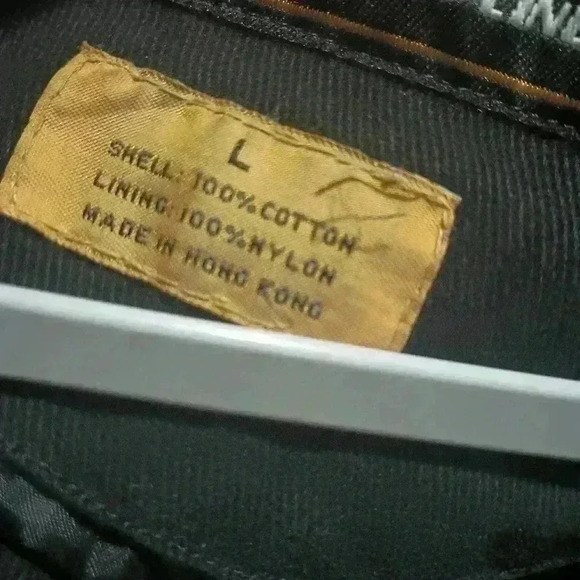 L
SHELL: 100% COTTON
LINING: 100% NYLON
MADE IN HONG KONG